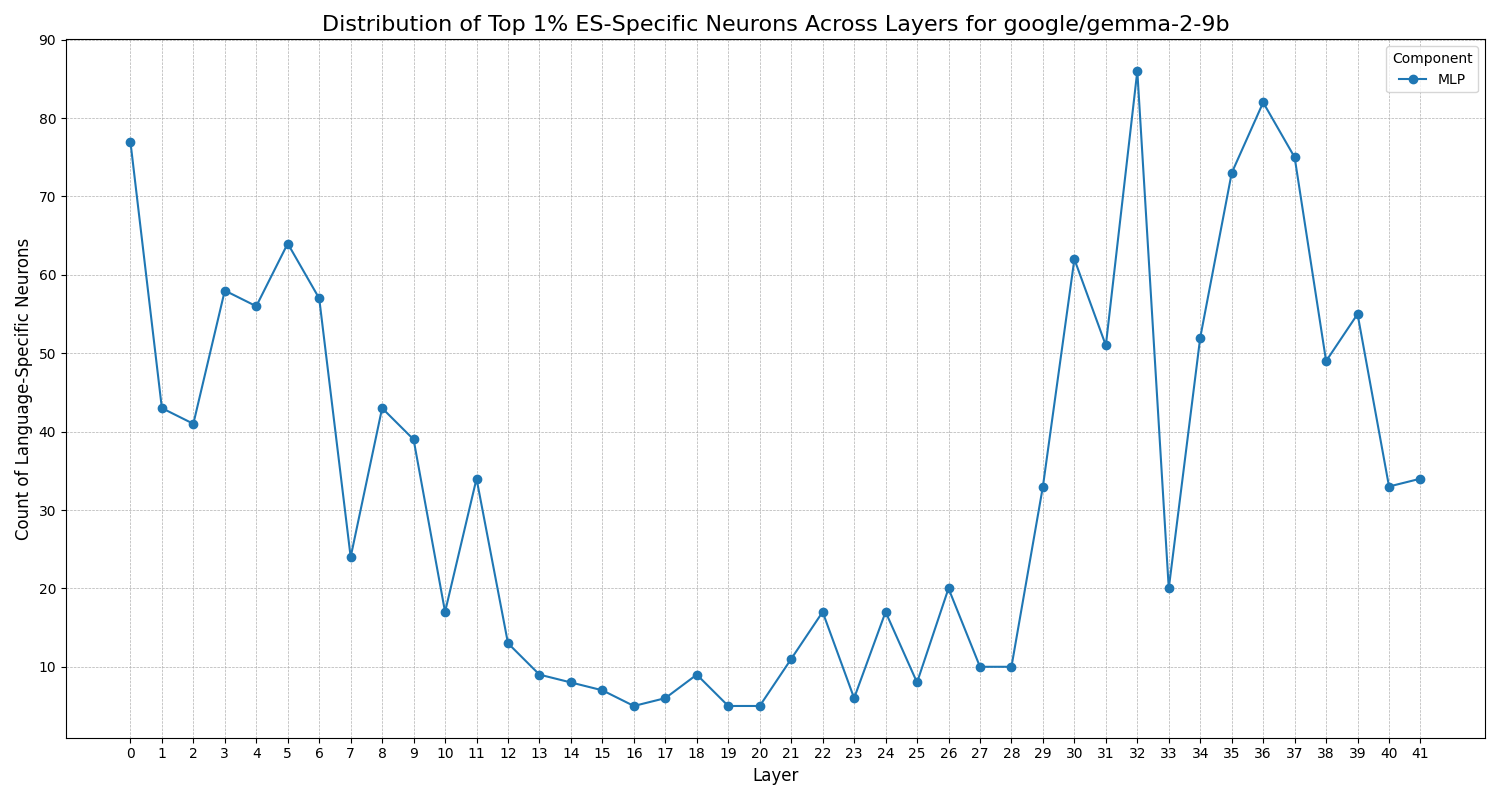 Distribution of Top 1% ES-Specific Neurons Across Layers for google/gemma-2-9b
Component
MLP
Count of Language-Specific Neurons
90
80
70
60
50
40
30
20
10
0 1 2 3 4 5 6 7 8 9 10 11 12 13 14 15 16 17 18 19 20 21 22 23 24 25 26 27 28 29 30 31 32 33 34 35 36 37 38 39 40 41
Layer